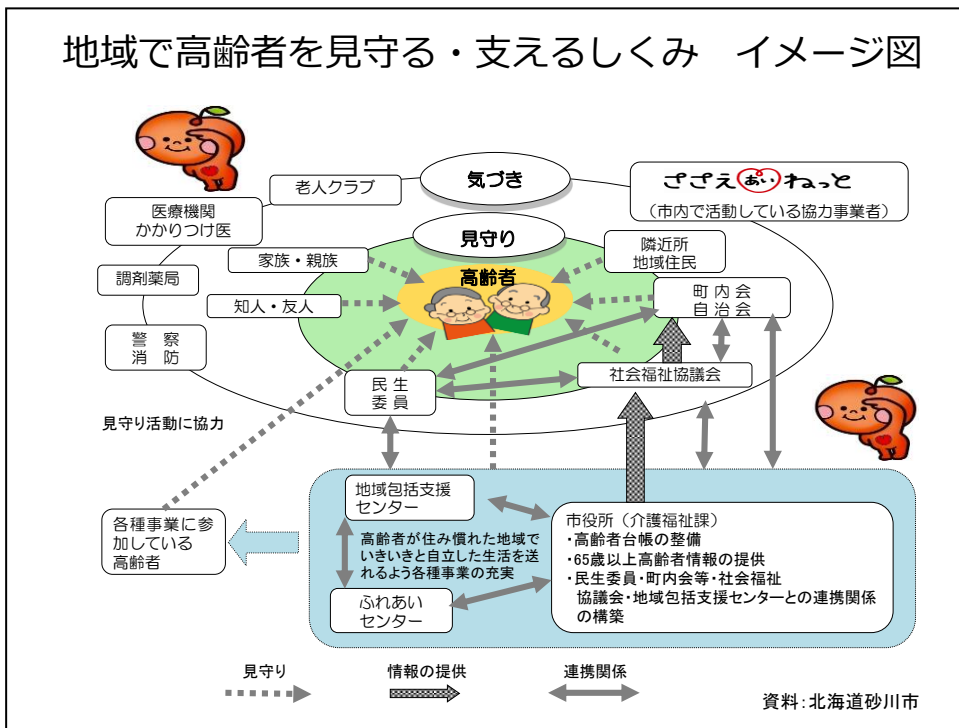 地域で高齢者を見守る・支えるしくみ　イメージ図
気づき
老人クラブ
ささえあいねっと
(市内で活動している協力事業者)
医療機関
かかりつけ医
見守り
家族・親族
隣近所
地域住民
高齢者
調剤薬局
知人・友人
町内会
自治会
警　察
消　防
民生
委員
社会福祉協議会
見守り活動に協力
地域包括支援
センター
各種事業に参
加している
高齢者
高齢者が住み慣れた地域で
いきいきと自立した生活を送
れるよう各種事業の充実
ふれあい
センター
市役所（介護福祉課）
・高齢者台帳の整備
・65歳以上高齢者情報の提供
・民生委員・町内会等・社会福祉
協議会・地域包括支援センターとの連携関係
の構築
見守り
情報の提供
連携関係
資料：北海道砂川市